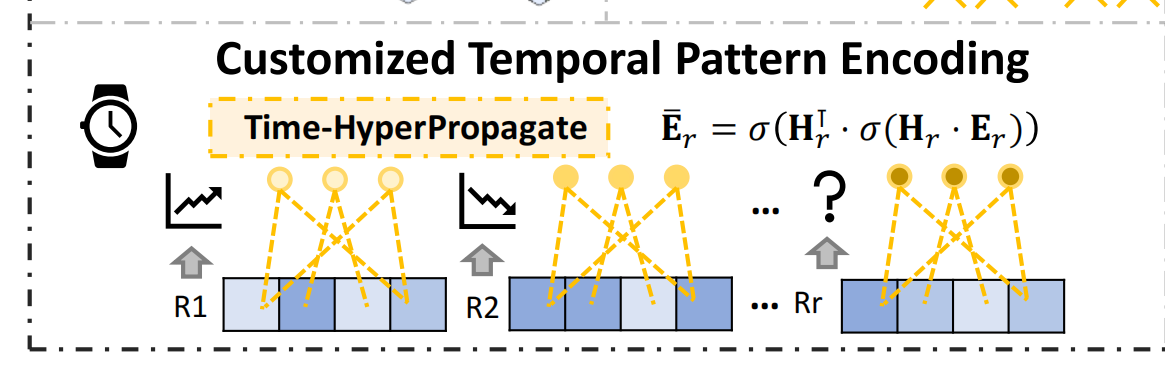 Customized Temporal Pattern Encoding
Time-HyperPropagate
Ē_r = σ(H_r^⊺ · σ(H_r · E_r))
... ?
R1 R2 ... Rr